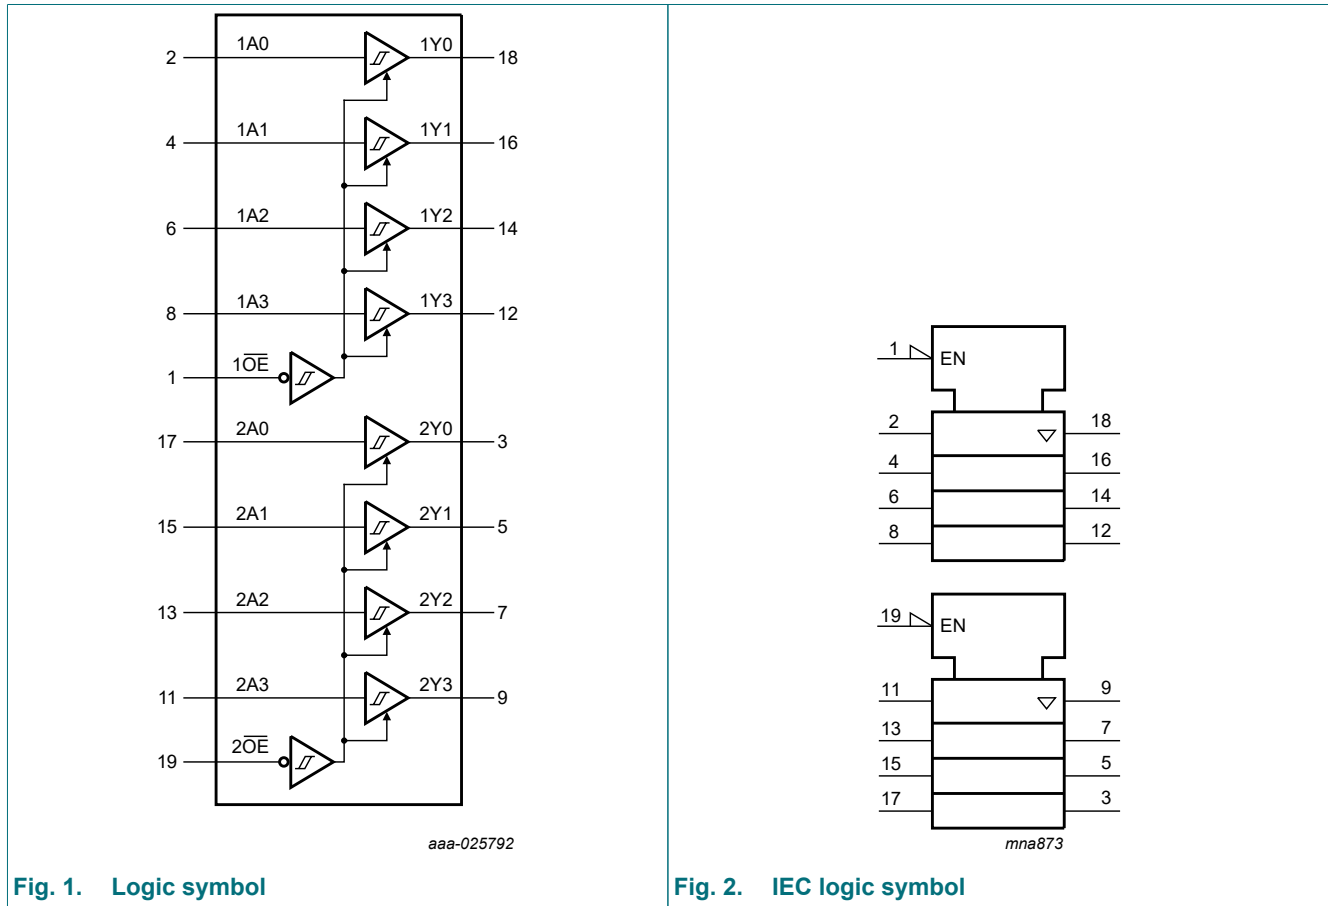 2 1A0 1Y0 18
4 1A1 1Y1 16
6 1A2 1Y2 14
8 1A3 1Y3 12
1 1O̅E̅
17 2A0 2Y0 3
15 2A1 2Y1 5
13 2A2 2Y2 7
11 2A3 2Y3 9
19 2O̅E̅
aaa-025792
Fig. 1. Logic symbol
1 EN
2 18
4 16
6 14
8 12
19 EN
11 9
13 7
15 5
17 3
mna873
Fig. 2. IEC logic symbol